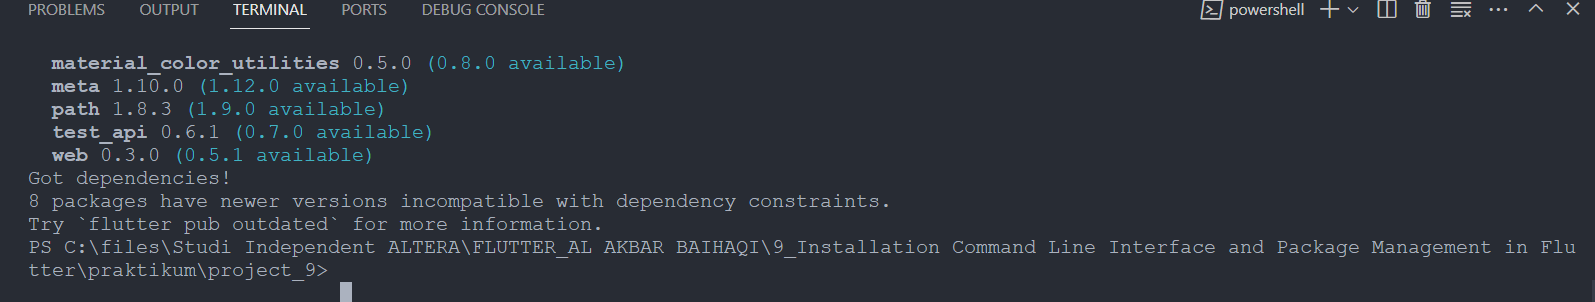 PROBLEMS OUTPUT TERMINAL PORTS DEBUG CONSOLE powershell
material_color_utilities 0.5.0 (0.8.0 available)
meta 1.10.0 (1.12.0 available)
path 1.8.3 (1.9.0 available)
test_api 0.6.1 (0.7.0 available)
web 0.3.0 (0.5.1 available)
Got dependencies!
8 packages have newer versions incompatible with dependency constraints.
Try `flutter pub outdated` for more information.
PS C:\files\Studi Independent ALTERA\FLUTTER_AL AKBAR BAIHAQI\9_Installation Command Line Interface and Package Management in Flu
tter\praktikum\project_9>